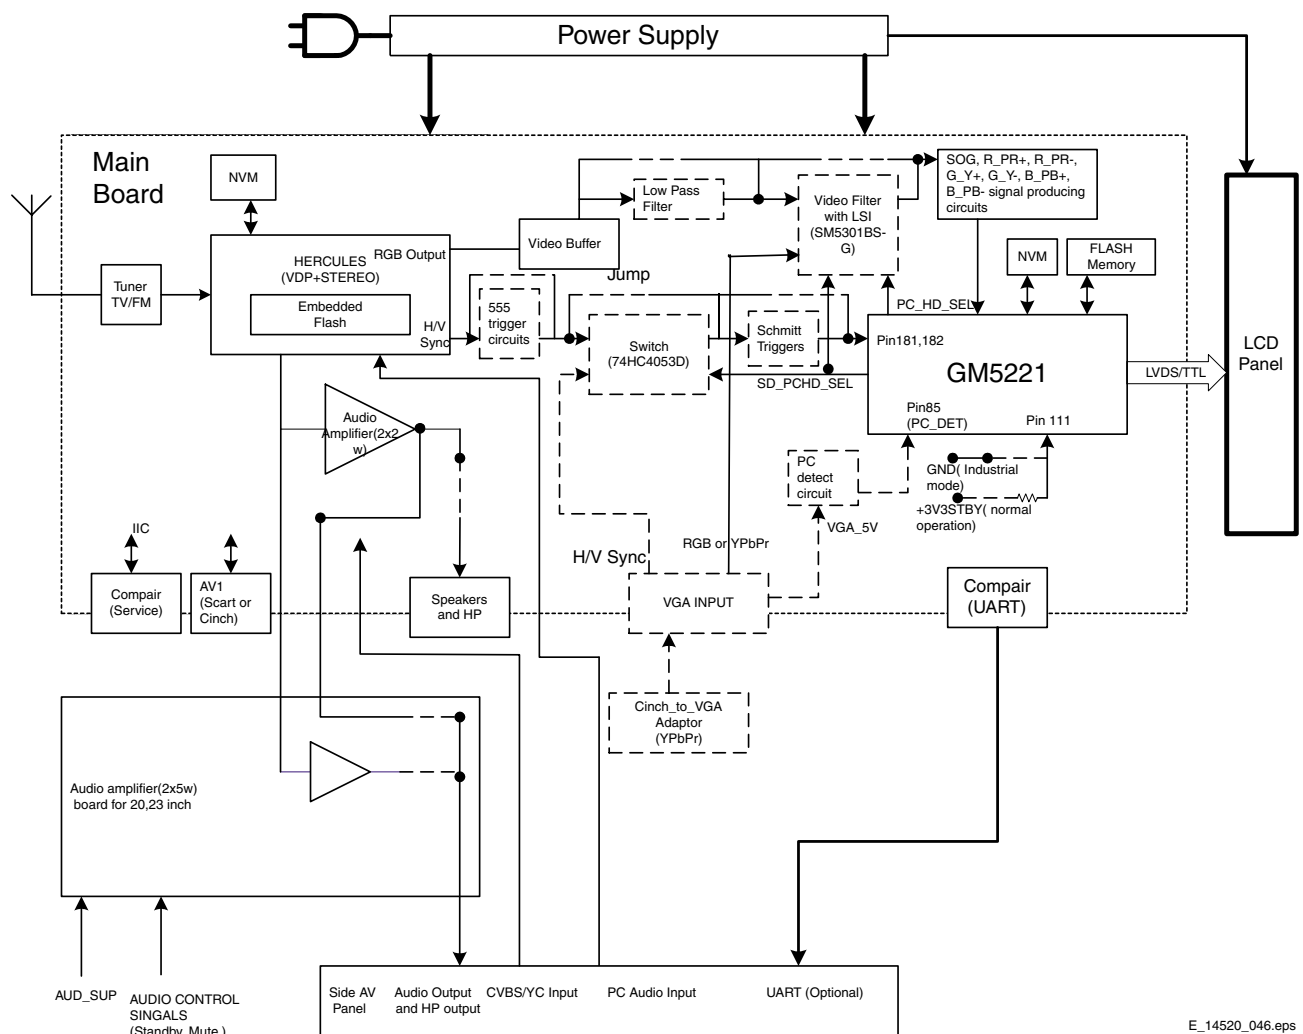 Power Supply
Main
Board
NVM
Tuner
TV/FM
HERCULES
(VDP+STEREO)
RGB Output
Embedded
Flash
H/V
Sync
Video Buffer
Low Pass
Filter
Video Filter
with LSI
(SM5301BS-
G)
SOG, R_PR+, R_PR-,
G_Y+, G_Y-, B_PB+,
B_PB- signal producing
circuits
NVM
FLASH
Memory
Jump
555
trigger
circuits
Switch
(74HC4053D)
Schmitt
Triggers
PC_HD_SEL
SD_PCHD_SEL
Pin181,182
GM5221
Pin85
(PC_DET)
Pin 111
LVDS/TTL
LCD
Panel
Audio
Amplifier(2x2
w)
PC
detect
circuit
GND( Industrial
mode)
+3V3STBY( normal
operation)
VGA_5V
IIC
H/V Sync
RGB or YPbPr
Compair
(Service)
AV1
(Scart or
Cinch)
Speakers
and HP
VGA INPUT
Compair
(UART)
Cinch_to_VGA
Adaptor
(YPbPr)
Audio amplifier(2x5w)
board for 20,23 inch
AUD_SUP
AUDIO CONTROL
SINGALS
(Standby, Mute )
Side AV
Panel
Audio Output
and HP output
CVBS/YC Input
PC Audio Input
UART (Optional)
E_14520_046.eps